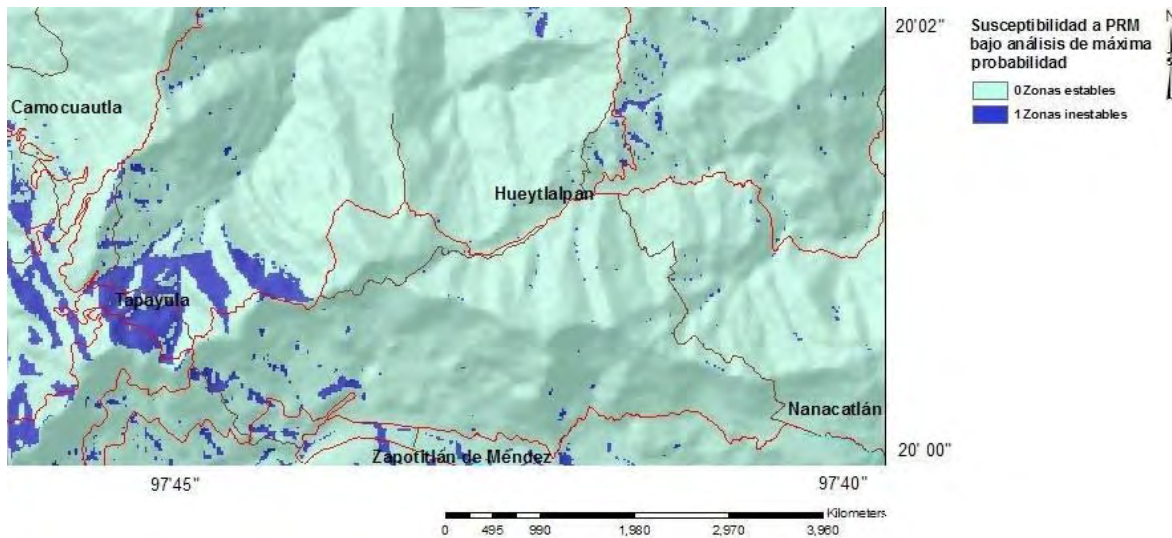 Susceptibilidad a PRM
bajo análisis de máxima
probabilidad
0 Zonas estables
1 Zonas inestables
N
20'02"
Camocuautla
Hueytlalpan
Tapayula
Nanacatlán
Zapotitlán de Méndez
20' 00"
97'45"
97'40"
Kilometers
0 495 990 1,980 2,970 3,960